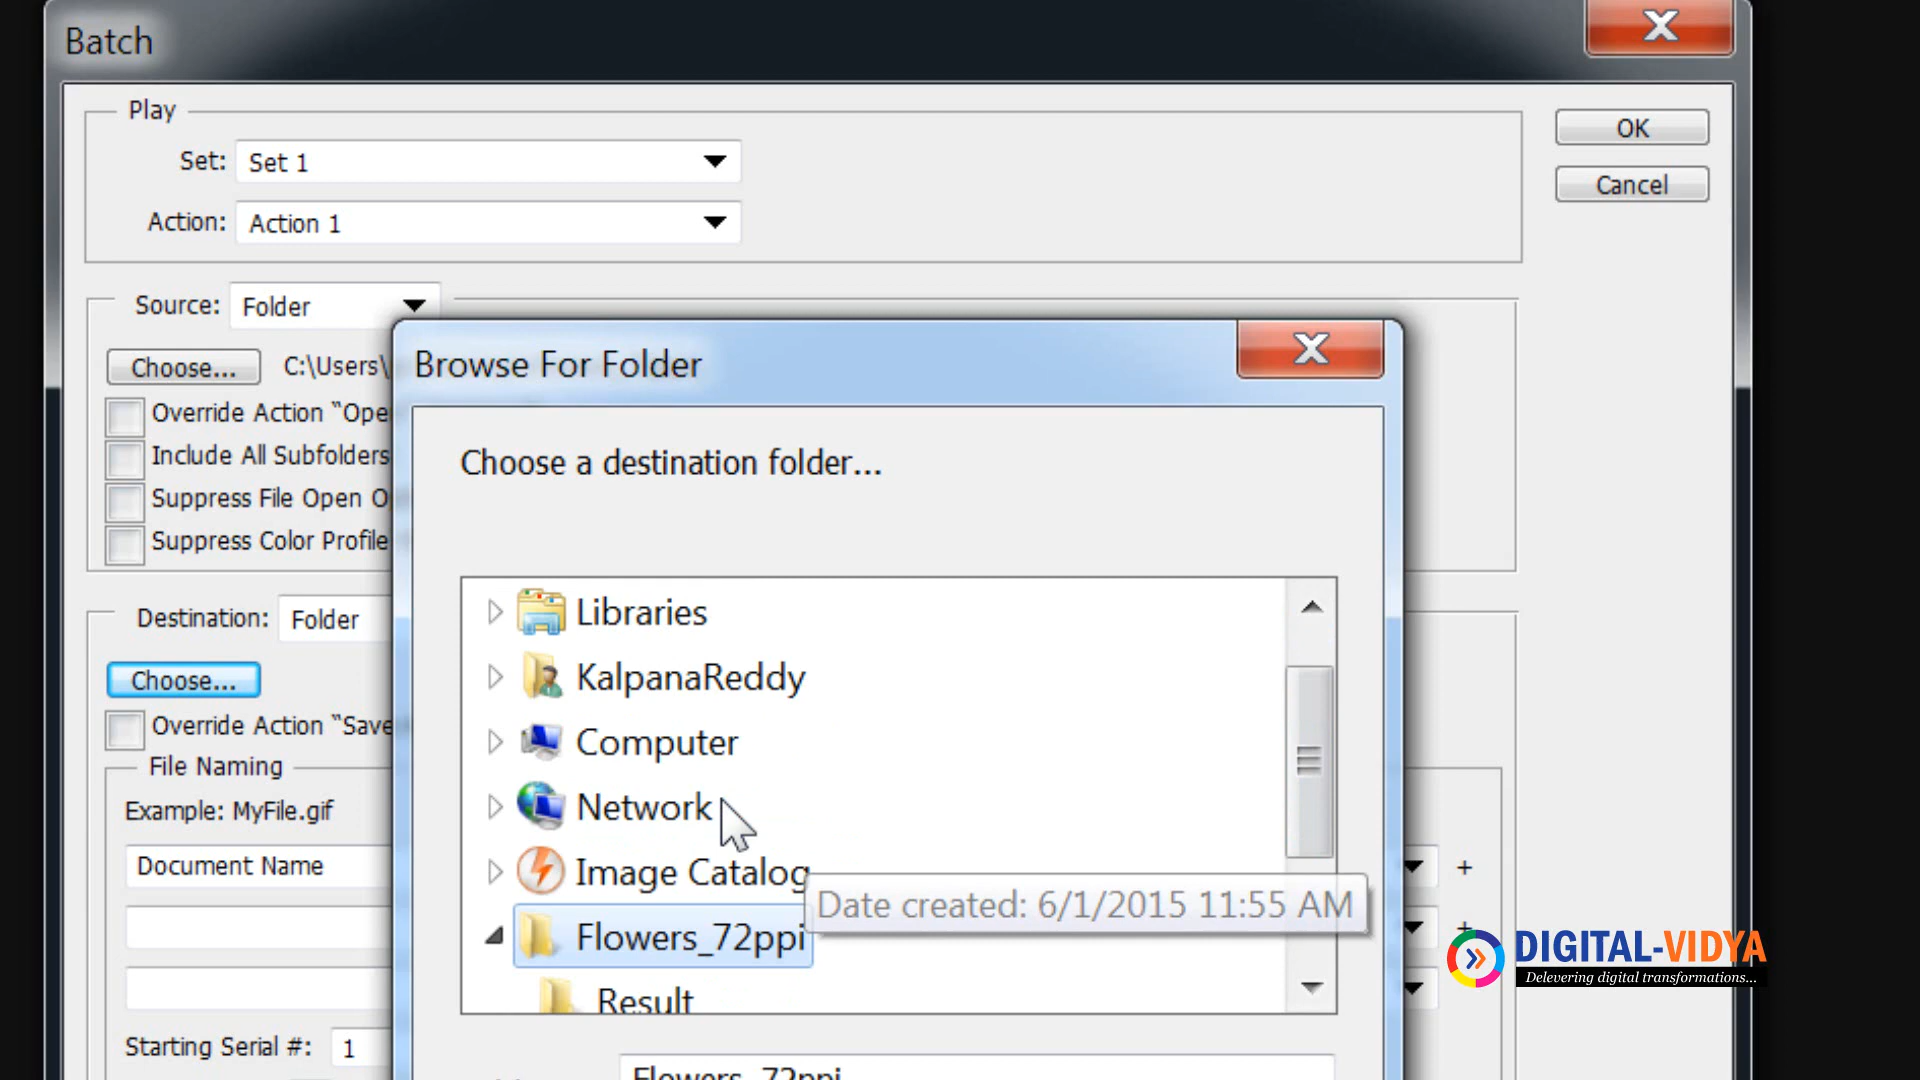 Batch
Play
OK
Set: Set 1
Cancel
Action: Action 1
Source: Folder
Choose... C:\Users\
Browse For Folder
Override Action “Ope
Include All Subfolders
Choose a destination folder...
Suppress File Open O
Suppress Color Profile
Destination: Folder
Libraries
Choose...
KalpanaReddy
Override Action “Save
Computer
File Naming
Example: MyFile.gif
Network
Document Name
Image Catalog
+
Date created: 6/1/2015 11:55 AM
Flowers_72ppi
+
DIGITAL-VIDYA
Delevering digital transformations...
Result
Starting Serial #: 1
Flowers_72ppi